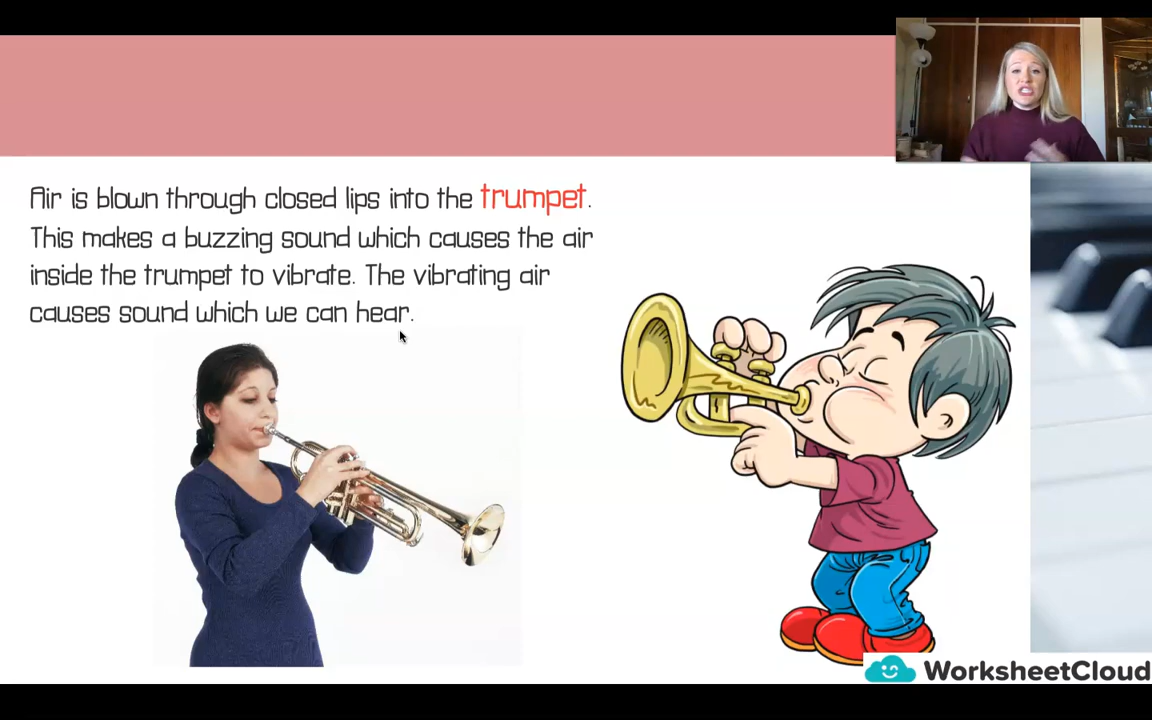 Air is blown through closed lips into the trumpet.
This makes a buzzing sound which causes the air
inside the trumpet to vibrate. The vibrating air
causes sound which we can hear.
WorksheetCloud